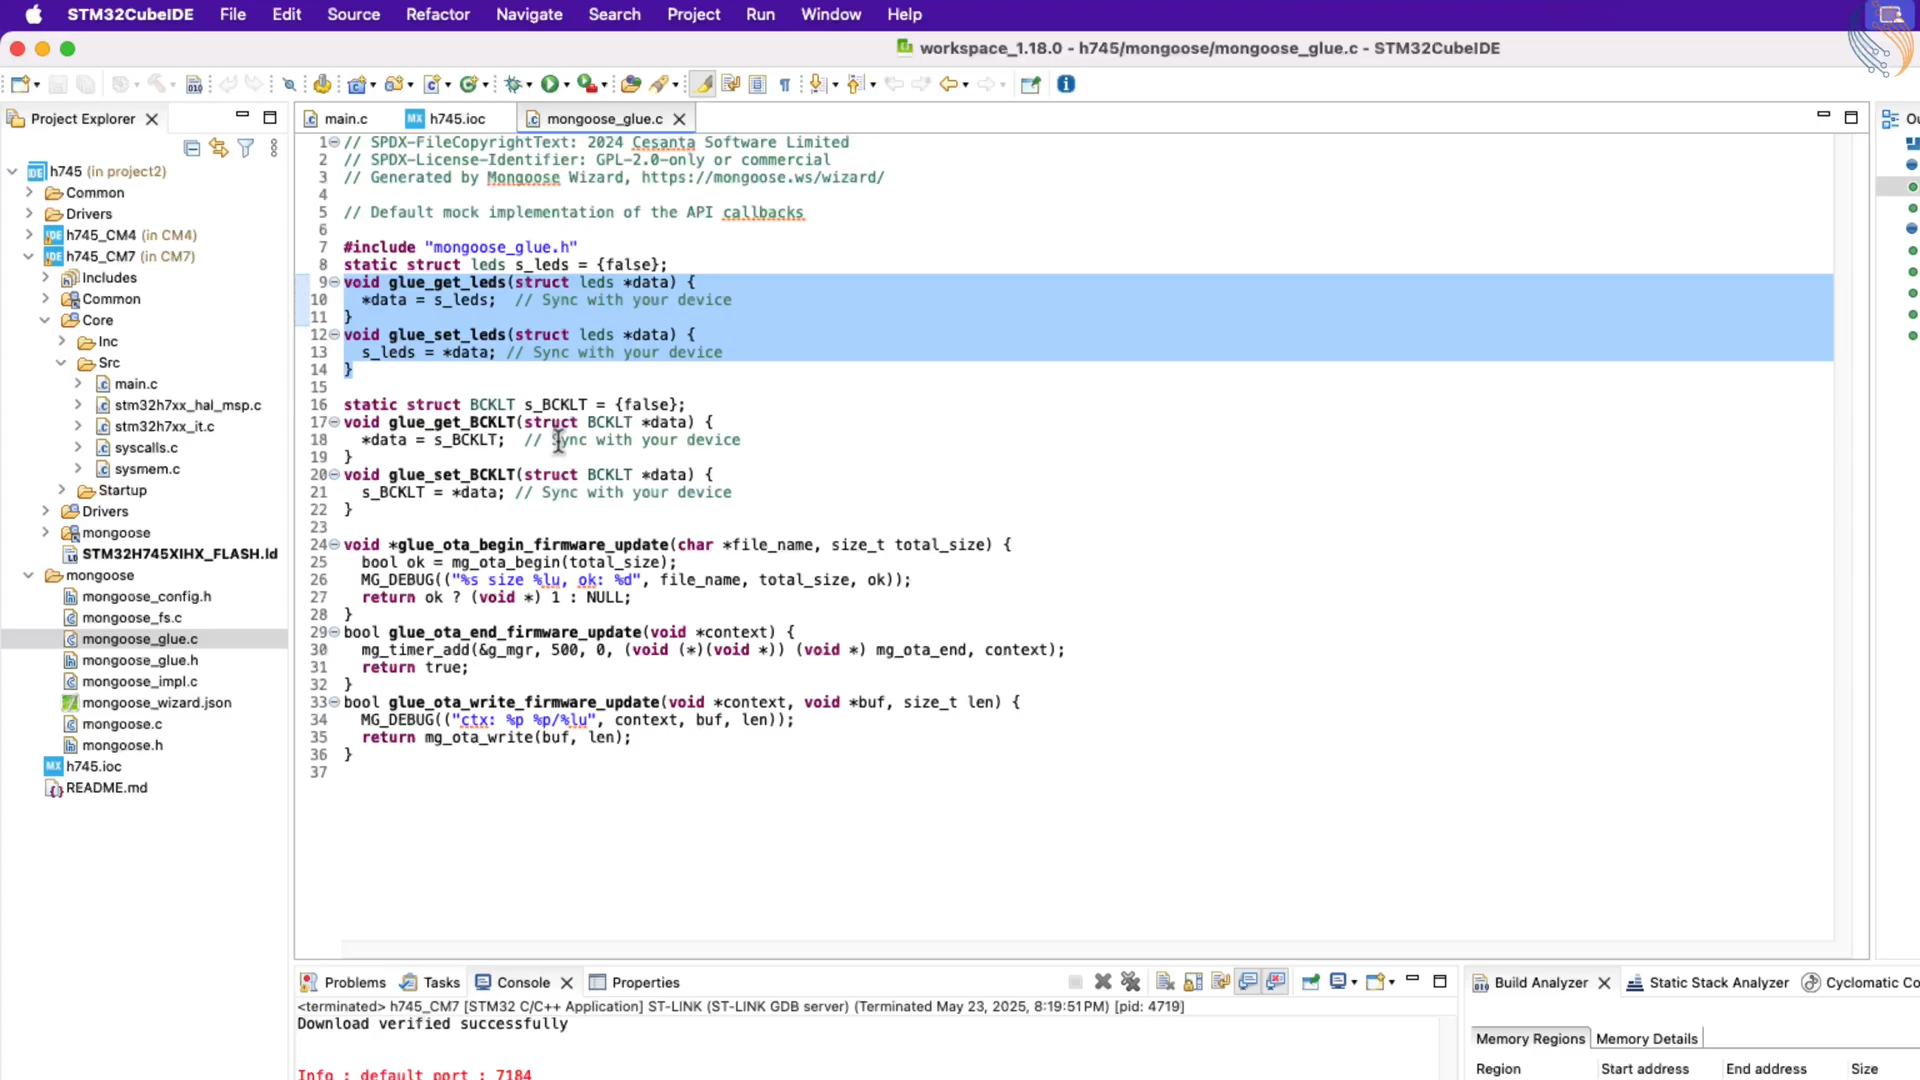 STM32CubeIDE File Edit Source Refactor Navigate Search Project Run Window Help
workspace_1.18.0 - h745/mongoose/mongoose_glue.c - STM32CubeIDE
Project Explorer
main.c
h745.ioc
mongoose_glue.c
h745 (in project2)
Common
Drivers
h745_CM4 (in CM4)
h745_CM7 (in CM7)
Includes
Common
Core
Inc
Src
main.c
stm32h7xx_hal_msp.c
stm32h7xx_it.c
syscalls.c
sysmem.c
Startup
Drivers
mongoose
STM32H745XIHX_FLASH.ld
mongoose
mongoose_config.h
mongoose_fs.c
mongoose_glue.c
mongoose_glue.h
mongoose_impl.c
mongoose_wizard.json
mongoose.c
mongoose.h
h745.ioc
README.md
1 // SPDX-FileCopyrightText: 2024 Cesanta Software Limited
2 // SPDX-License-Identifier: GPL-2.0-only or commercial
3 // Generated by Mongoose Wizard, https://mongoose.ws/wizard/
4
5 // Default mock implementation of the API callbacks
6
7 #include "mongoose_glue.h"
8 static struct leds s_leds = {false};
9 void glue_get_leds(struct leds *data) {
10 *data = s_leds; // Sync with your device
11 }
12 void glue_set_leds(struct leds *data) {
13 s_leds = *data; // Sync with your device
14 }
15
16 static struct BCKLT s_BCKLT = {false};
17 void glue_get_BCKLT(struct BCKLT *data) {
18 *data = s_BCKLT; // Sync with your device
19 }
20 void glue_set_BCKLT(struct BCKLT *data) {
21 s_BCKLT = *data; // Sync with your device
22 }
23
24 void *glue_ota_begin_firmware_update(char *file_name, size_t total_size) {
25 bool ok = mg_ota_begin(total_size);
26 MG_DEBUG(("%s size %lu, ok: %d", file_name, total_size, ok));
27 return ok ? (void *) 1 : NULL;
28 }
29 bool glue_ota_end_firmware_update(void *context) {
30 mg_timer_add(&g_mgr, 500, 0, (void (*)(void *)) (void *) mg_ota_end, context);
31 return true;
32 }
33 bool glue_ota_write_firmware_update(void *context, void *buf, size_t len) {
34 MG_DEBUG(("ctx: %p %p/%lu", context, buf, len));
35 return mg_ota_write(buf, len);
36 }
37
Problems Tasks Console Properties
<terminated> h745_CM7 [STM32 C/C++ Application] ST-LINK (ST-LINK GDB server) (Terminated May 23, 2025, 8:19:51 PM) [pid: 4719]
Download verified successfully
Info : default port : 7184
Build Analyzer Static Stack Analyzer Cyclomatic Co
Memory Regions Memory Details
Region Start address End address Size